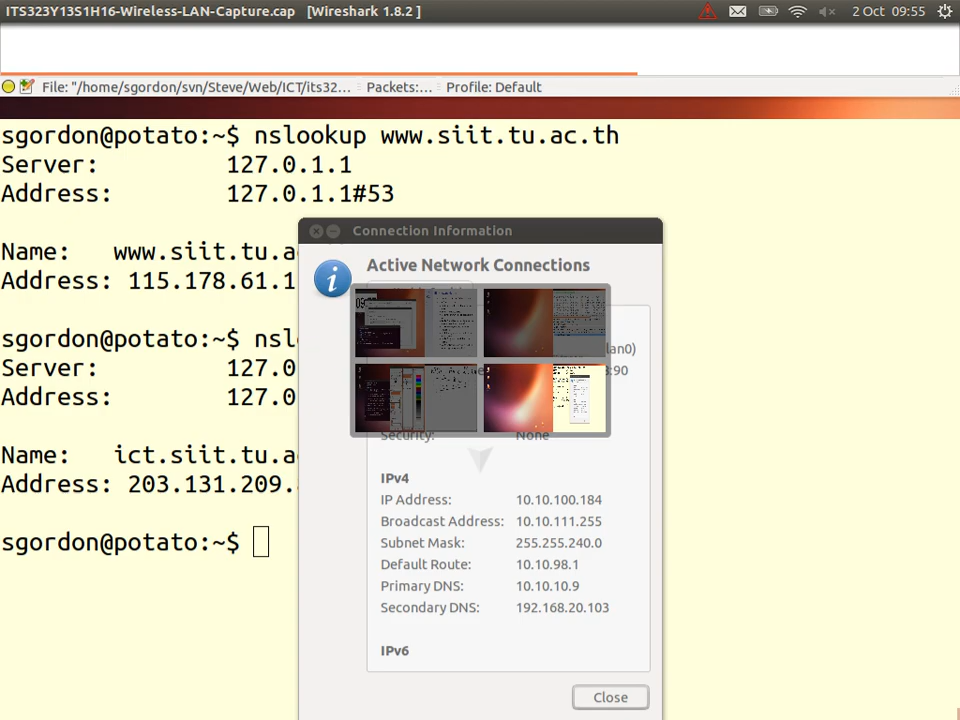 ITS323Y13S1H16-Wireless-LAN-Capture.cap [Wireshark 1.8.2 ]
2 Oct 09:55
File: "/home/sgordon/svn/Steve/Web/ICT/its32... Packets:... Profile: Default
sgordon@potato:~$ nslookup www.siit.tu.ac.th
Server: 127.0.1.1
Address: 127.0.1.1#53
Name: www.siit.tu.a
Address: 115.178.61.1
sgordon@potato:~$ nsl
Server: 127.0
Address: 127.0
Name: ict.siit.tu.a
Address: 203.131.209.
sgordon@potato:~$
Connection Information
Active Network Connections
lan0)
:90
Security: None
IPv4
IP Address: 10.10.100.184
Broadcast Address: 10.10.111.255
Subnet Mask: 255.255.240.0
Default Route: 10.10.98.1
Primary DNS: 10.10.10.9
Secondary DNS: 192.168.20.103
IPv6
Close